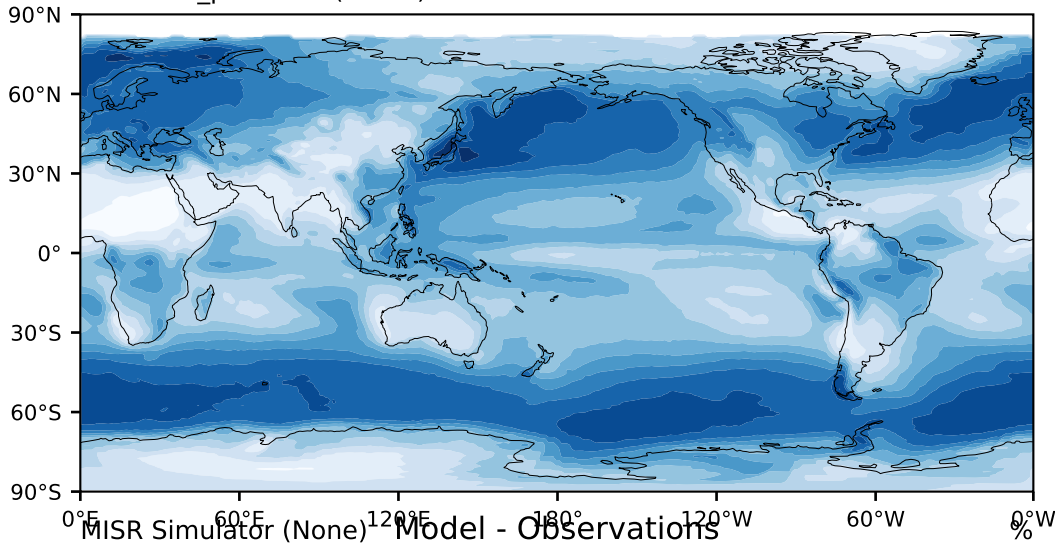 90°N
60°N
30°N
0°
30°S
60°S
90°S
0°E 60°E 120°E 180°W 120°W 60°W 0°W
MISR Simulator (None) Model - Observations %